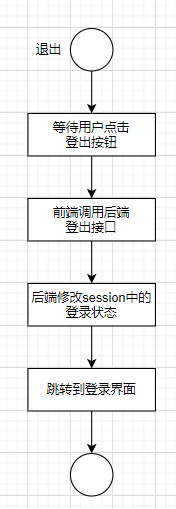 退出
等待用户点击
登出按钮
前端调用后端
登出接口
后端修改session中的
登录状态
跳转到登录界面